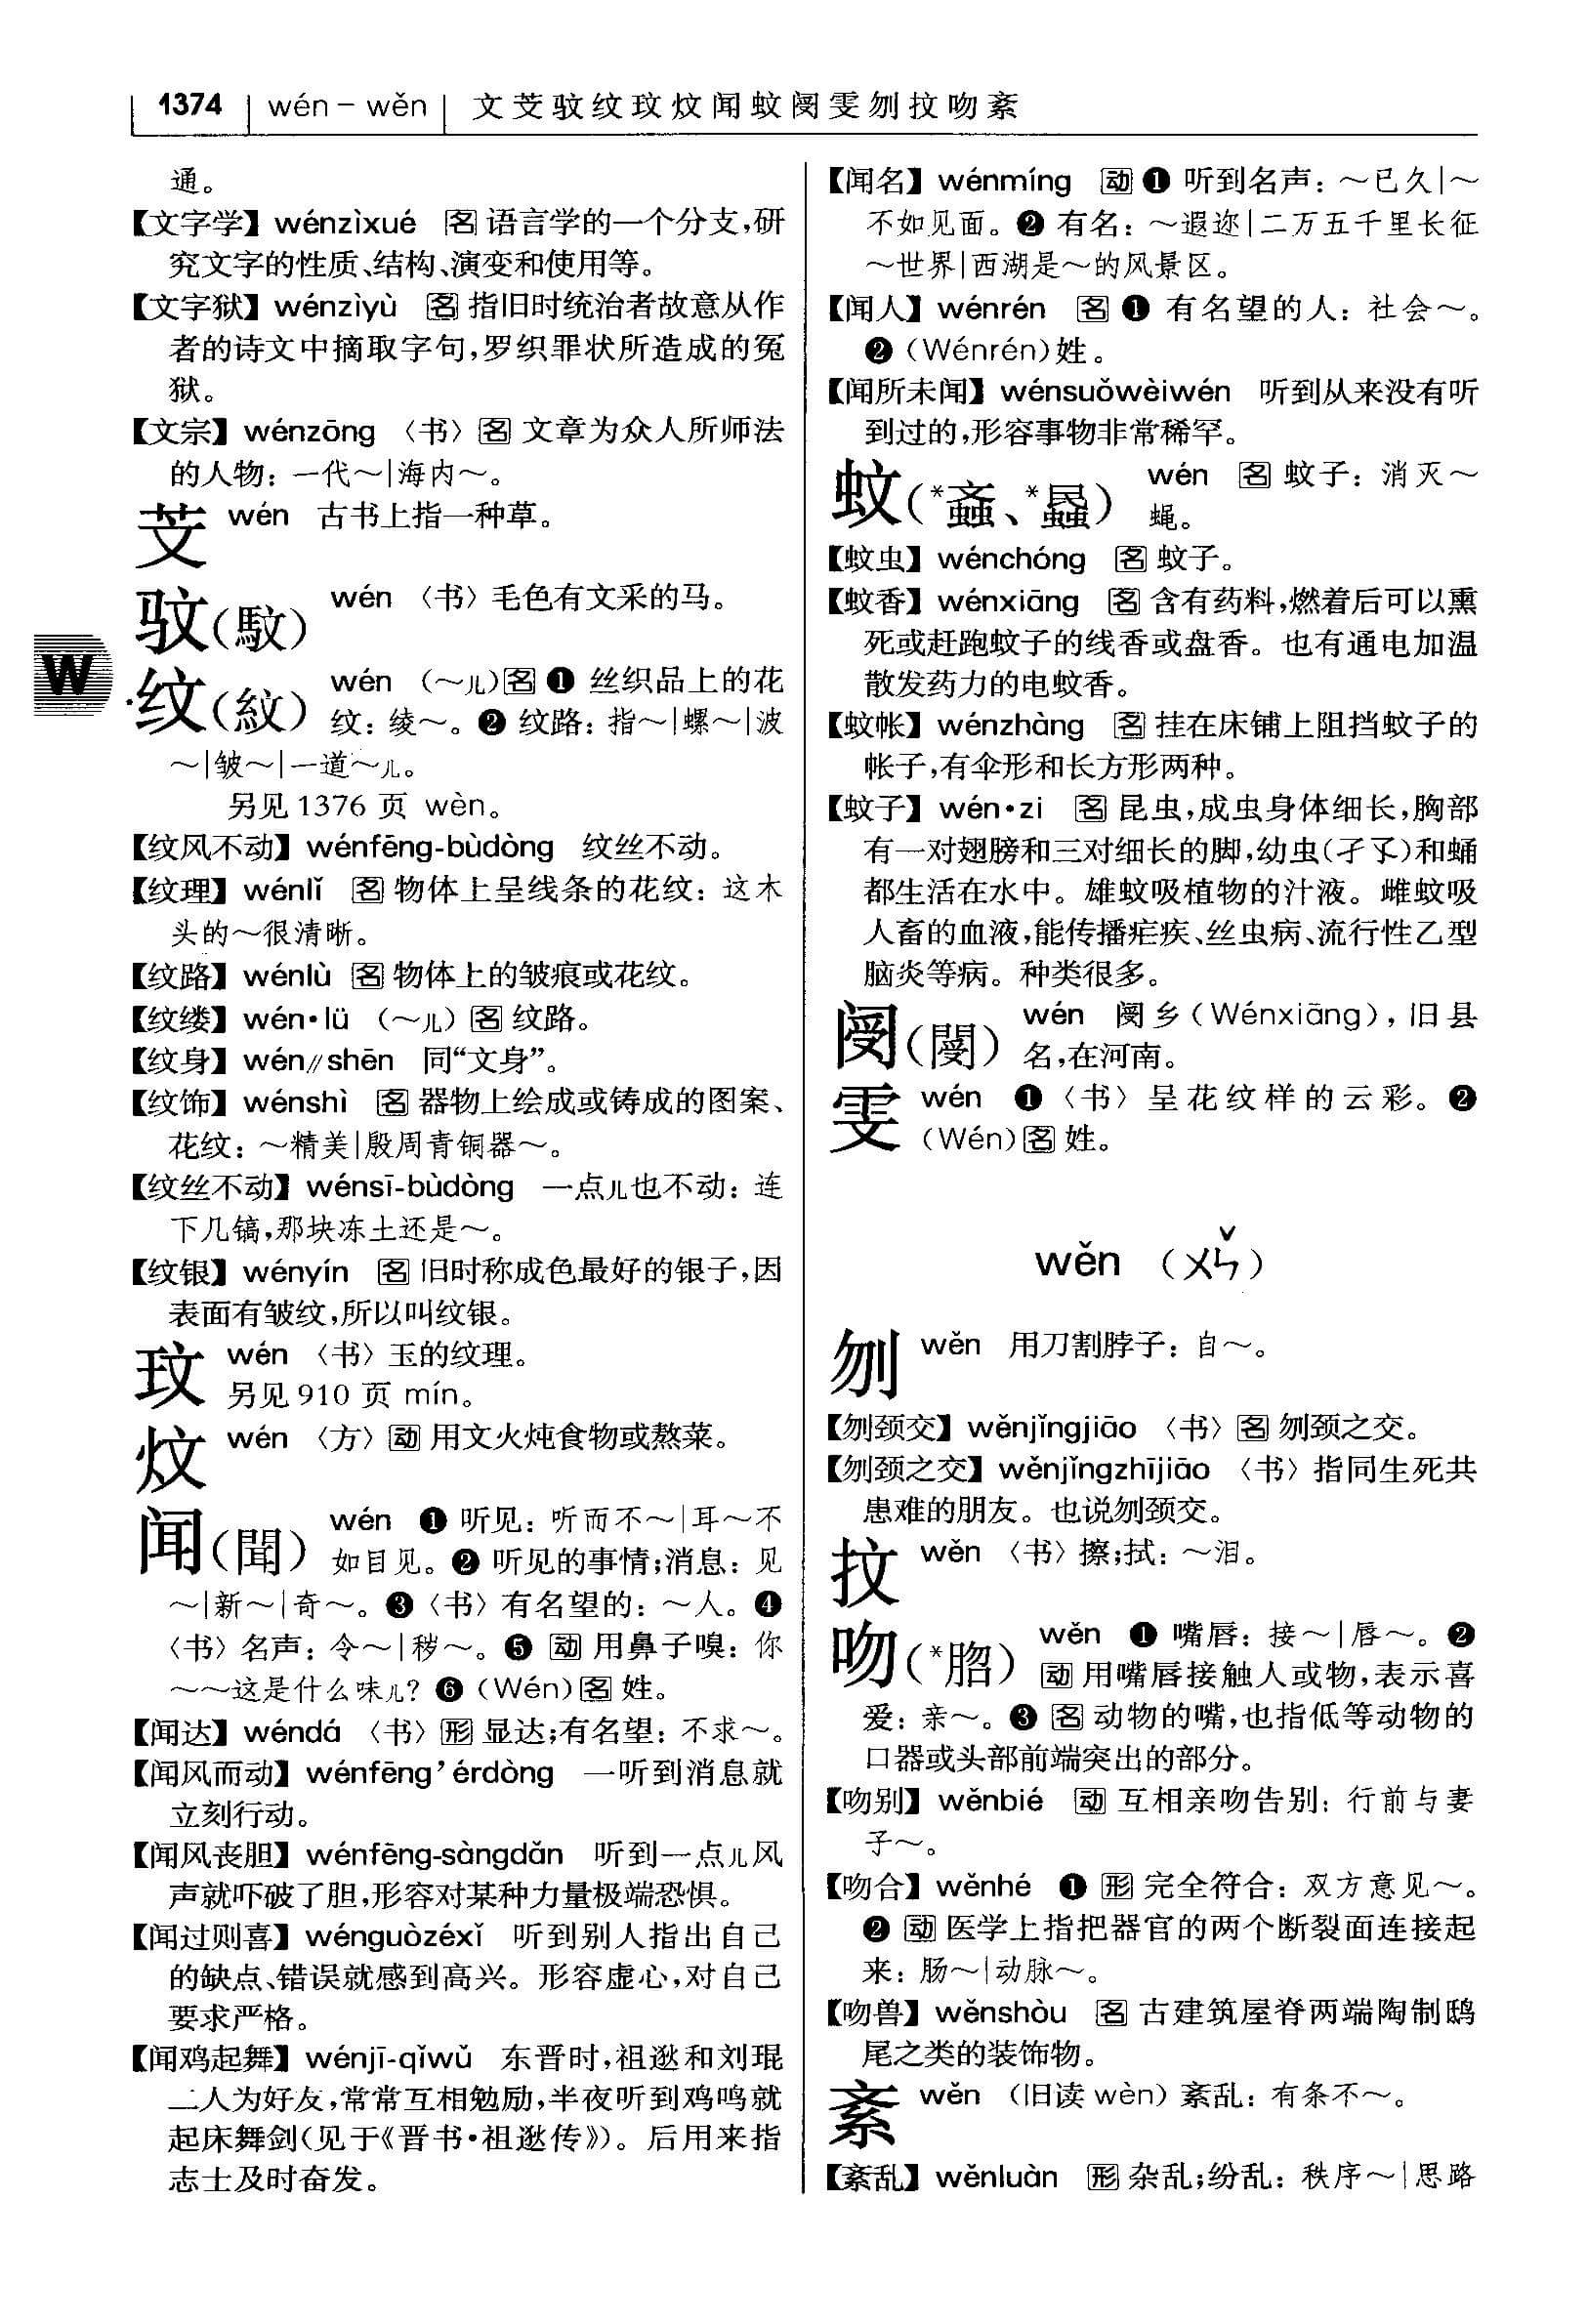 1374 wén－wěn 文芠驳纹玟炆闻蚊阌雯刎抆吻紊
通。
【文字学】wénzìxué 名 语言学的一个分支,研
究文字的性质、结构、演变和使用等。
【文字狱】wénzìyù 名 指旧时统治者故意从作
者的诗文中摘取字句,罗织罪状所造成的冤
狱。
【文宗】wénzōng 〈书〉名 文章为众人所师法
的人物：一代～|海内～。
芠 wén 古书上指一种草。
𫘜(馼) wén 〈书〉毛色有文采的马。
W
纹(紋) wén (～儿)名 ❶ 丝织品上的花
纹：绫～。❷ 纹路：指～|螺～|波
～|皱～|一道～儿。
另见 1376 页 wèn。
【纹风不动】wénfēng-bùdòng 纹丝不动。
【纹理】wénlǐ 名 物体上呈线条的花纹：这木
头的～很清晰。
【纹路】wénlù 名 物体上的皱痕或花纹。
【纹缕】wén•lü (～儿)名 纹路。
【纹身】wén∥shēn 同“文身”。
【纹饰】wénshì 名 器物上绘成或铸成的图案、
花纹：～精美|殷周青铜器～。
【纹丝不动】wénsī-bùdòng 一点儿也不动：连
下几镐,那块冻土还是～。
【纹银】wényín 名 旧时称成色最好的银子,因
表面有皱纹,所以叫纹银。
玟 wén 〈书〉玉的纹理。
另见 910 页 mín。
炆 wén 〈方〉动 用文火炖食物或熬菜。
闻(聞) wén ❶ 听见：听而不～|耳～不
如目见。❷ 听见的事情;消息：见
～|新～|奇～。❸〈书〉有名望的：～人。❹
〈书〉名声：令～|秽～。❺ 动 用鼻子嗅：你
～～这是什么味儿? ❻ (Wén)名 姓。
【闻达】wéndá 〈书〉形 显达;有名望：不求～。
【闻风而动】wénfēng’érdòng 一听到消息就
立刻行动。
【闻风丧胆】wénfēng-sàngdǎn 听到一点儿风
声就吓破了胆,形容对某种力量极端恐惧。
【闻过则喜】wénguòzéxǐ 听到别人指出自己
的缺点、错误就感到高兴。形容虚心,对自己
要求严格。
【闻鸡起舞】wénjī-qǐwǔ 东晋时,祖逖和刘琨
二人为好友,常常互相勉励,半夜听到鸡鸣就
起床舞剑(见于《晋书•祖逖传》)。后用来指
志士及时奋发。
【闻名】wénmíng 动 ❶ 听到名声：～已久|～
不如见面。❷ 有名：～遐迩|二万五千里长征
～世界|西湖是～的风景区。
【闻人】wénrén 名 ❶ 有名望的人：社会～。
❷ (Wénrén)姓。
【闻所未闻】wénsuǒwèiwén 听到从来没有听
到过的,形容事物非常稀罕。
蚊(*螡、*蟁) wén 名 蚊子：消灭～
蝇。
【蚊虫】wénchóng 名 蚊子。
【蚊香】wénxiāng 名 含有药料,燃着后可以熏
死或赶跑蚊子的线香或盘香。也有通电加温
散发药力的电蚊香。
【蚊帐】wénzhàng 名 挂在床铺上阻挡蚊子的
帐子,有伞形和长方形两种。
【蚊子】wén•zi 名 昆虫,成虫身体细长,胸部
有一对翅膀和三对细长的脚,幼虫(孑孓)和蛹
都生活在水中。雄蚊吸植物的汁液。雌蚊吸
人畜的血液,能传播疟疾、丝虫病、流行性乙型
脑炎等病。种类很多。
阌(閿) wén 阌乡(Wénxiāng),旧县
名,在河南。
雯 wén ❶〈书〉呈花纹样的云彩。❷
(Wén)名 姓。
wěn (ㄨㄣˇ)
刎 wěn 用刀割脖子：自～。
【刎颈交】wěnjǐngjiāo 〈书〉名 刎颈之交。
【刎颈之交】wěnjǐngzhījiāo 〈书〉指同生死共
患难的朋友。也说刎颈交。
抆 wěn 〈书〉擦;拭：～泪。
吻(*脗) wěn ❶ 嘴唇：接～|唇～。❷
动 用嘴唇接触人或物,表示喜
爱：亲～。❸ 名 动物的嘴,也指低等动物的
口器或头部前端突出的部分。
【吻别】wěnbié 动 互相亲吻告别：行前与妻
子～。
【吻合】wěnhé ❶ 形 完全符合：双方意见～。
❷ 动 医学上指把器官的两个断裂面连接起
来：肠～|动脉～。
【吻兽】wěnshòu 名 古建筑屋脊两端陶制鸱
尾之类的装饰物。
紊 wěn (旧读 wèn) 紊乱：有条不～。
【紊乱】wěnluàn 形 杂乱;纷乱：秩序～|思路